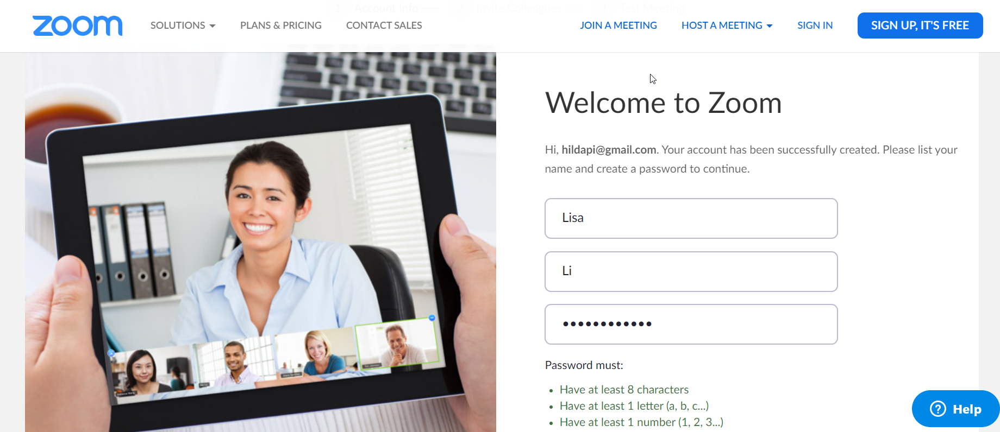 1 Account Info 2 Invite Colleagues 3 Test Meeting
zoom SOLUTIONS PLANS & PRICING CONTACT SALES JOIN A MEETING HOST A MEETING SIGN IN SIGN UP, IT'S FREE
Welcome to Zoom
Hi, hildapi@gmail.com. Your account has been successfully created. Please list your
name and create a password to continue.
Lisa
Li
••••••••••••
Password must:
• Have at least 8 characters
• Have at least 1 letter (a, b, c...)
• Have at least 1 number (1, 2, 3...)
Help